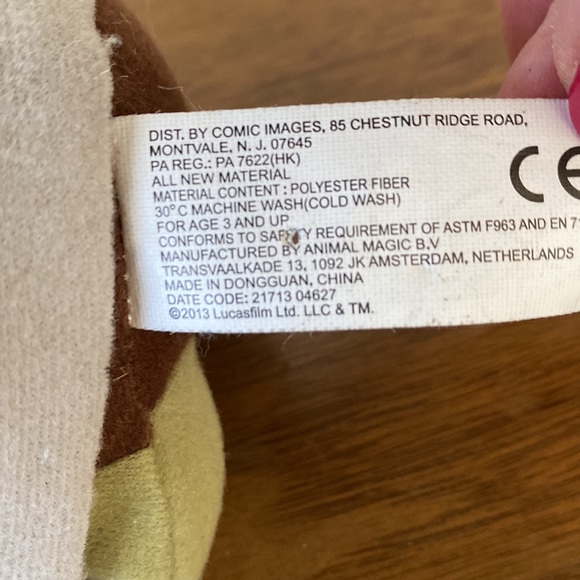 DIST. BY COMIC IMAGES, 85 CHESTNUT RIDGE ROAD,
MONTVALE, N. J. 07645
PA REG.: PA 7622(HK)
ALL NEW MATERIAL
MATERIAL CONTENT : POLYESTER FIBER
30°C MACHINE WASH(COLD WASH)
FOR AGE 3 AND UP
CONFORMS TO REQUIREMENT OF ASTM F963 AND EN
MANUFACTURED BY ANIMAL MAGIC B.V
TRANSVAALKADE 13, 1092 JK AMSTERDAM, NETHERLANDS
MADE IN DONGGUAN, CHINA
DATE CODE: 21713 04627
©2013 Lucasfilm Ltd. LLC & TM.
CE